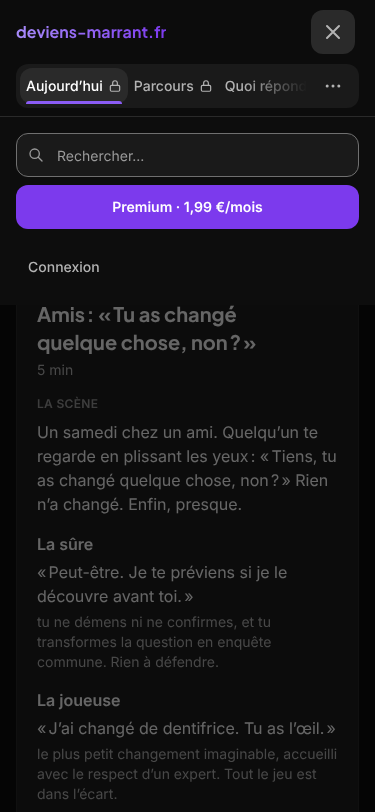 deviens-marrant.fr
Aujourd’hui Parcours Quoi répond
Rechercher…
Premium · 1,99 €/mois
Connexion
Amis : « Tu as changé
quelque chose, non ? »
5 min
LA SCÈNE
Un samedi chez un ami. Quelqu’un te
regarde en plissant les yeux : « Tiens, tu
as changé quelque chose, non ? » Rien
n’a changé. Enfin, presque.
La sûre
« Peut-être. Je te préviens si je le
découvre avant toi. »
tu ne démens ni ne confirmes, et tu
transformes la question en enquête
commune. Rien à défendre.
La joueuse
« J’ai changé de dentifrice. Tu as l’œil. »
le plus petit changement imaginable, accueilli
avec le respect d’un expert. Tout le jeu est
dans l’écart.